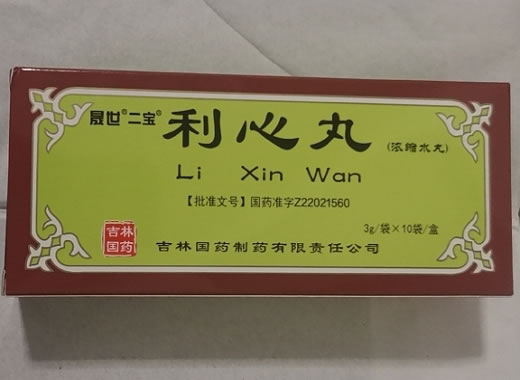 晟世®二宝® 利心丸 (浓缩水丸)
Li Xin Wan
【批准文号】国药准字Z22021560
3g/袋×10袋/盒
吉林国药
吉林国药制药有限责任公司